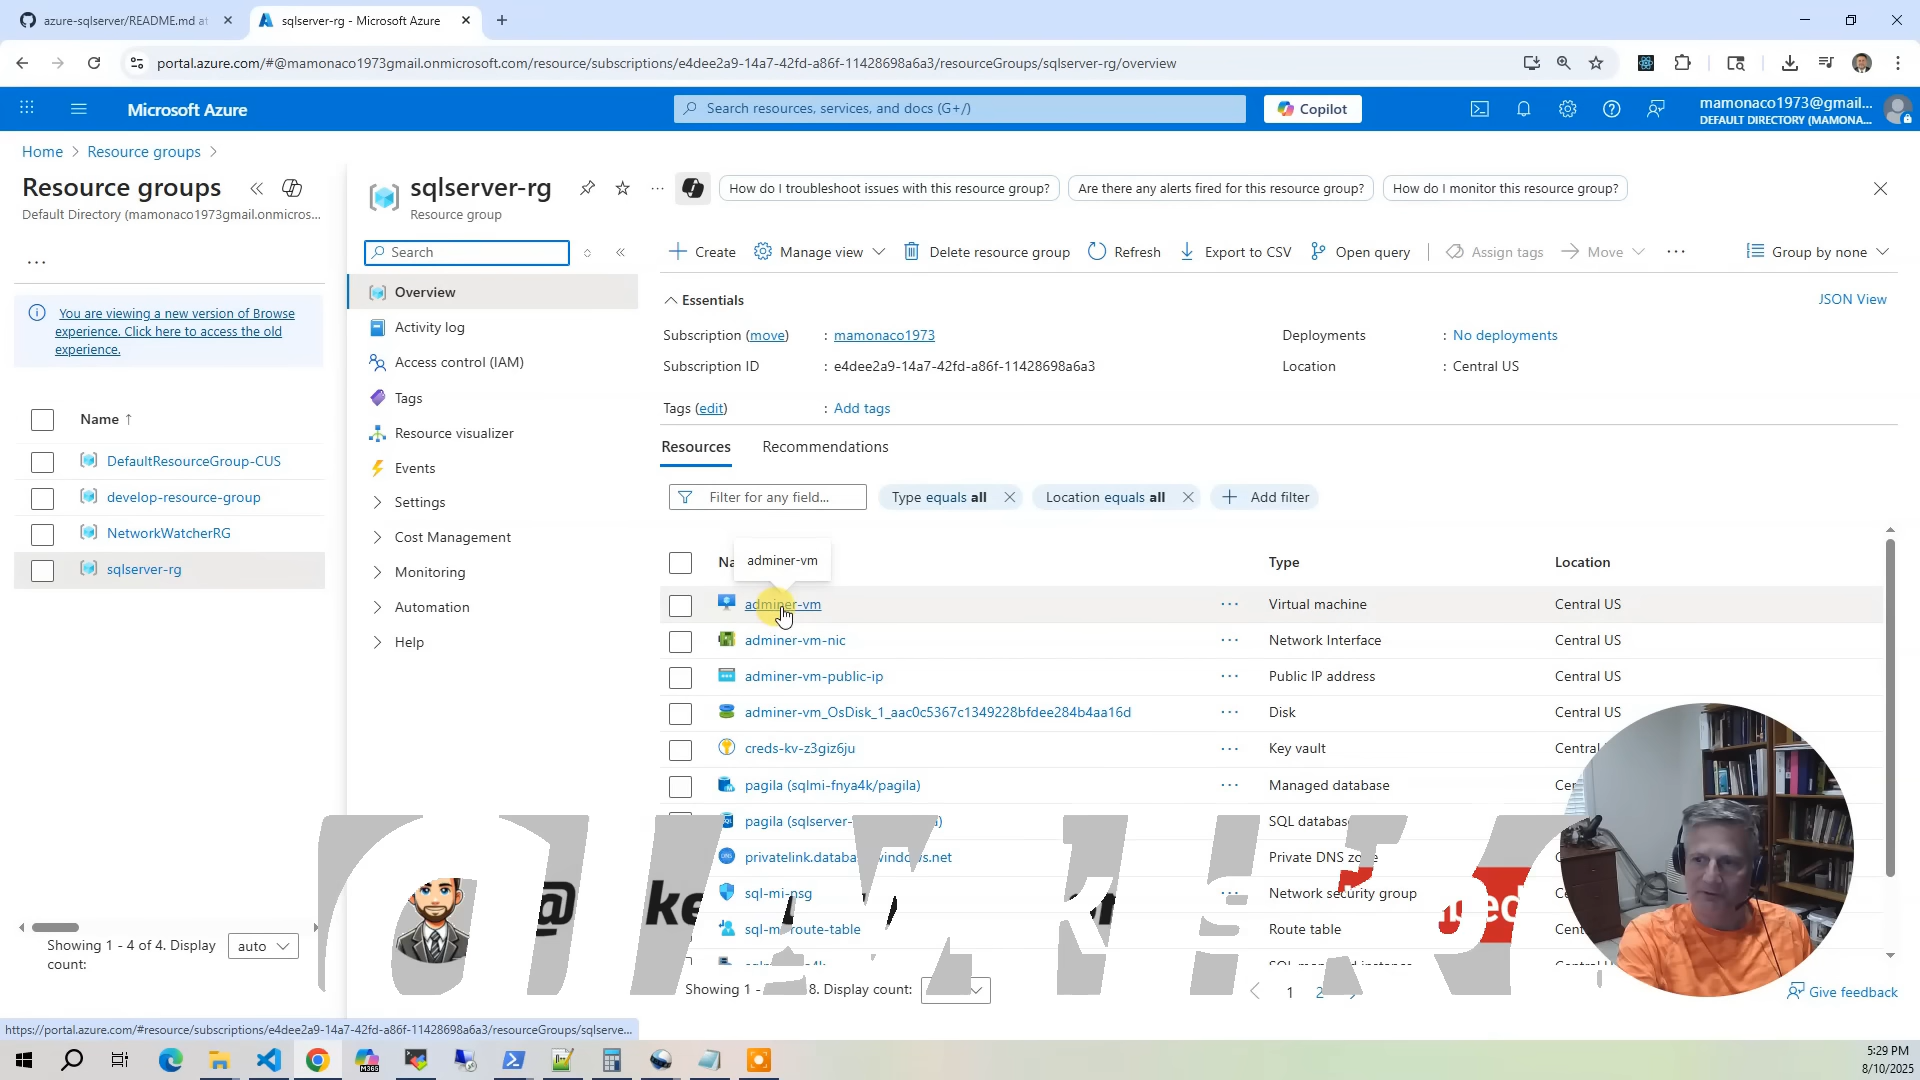 azure-sqlserver/README.md at
sqlserver-rg - Microsoft Azure
portal.azure.com/#@mamonaco1973gmail.onmicrosoft.com/resource/subscriptions/e4dee2a9-14a7-42fd-a86f-11428698a6a3/resourceGroups/sqlserver-rg/overview
Microsoft Azure
Search resources, services, and docs (G+/)
Copilot
mamonaco1973@gmail....
DEFAULT DIRECTORY (MAMONA...
Home > Resource groups >
Resource groups
Default Directory (mamonaco1973gmail.onmicros...
...
You are viewing a new version of Browse
experience. Click here to access the old
experience.
Name ↑
DefaultResourceGroup-CUS
develop-resource-group
NetworkWatcherRG
sqlserver-rg
Showing 1 - 4 of 4. Display
count:
auto
sqlserver-rg
Resource group
How do I troubleshoot issues with this resource group?
Are there any alerts fired for this resource group?
How do I monitor this resource group?
Search
Overview
Activity log
Access control (IAM)
Tags
Resource visualizer
Events
Settings
Cost Management
Monitoring
Automation
Help
Create
Manage view
Delete resource group
Refresh
Export to CSV
Open query
Assign tags
Move
Group by none
Essentials
JSON View
Subscription (move) : mamonaco1973
Deployments : No deployments
Subscription ID : e4dee2a9-14a7-42fd-a86f-11428698a6a3
Location : Central US
Tags (edit) : Add tags
Resources
Recommendations
Filter for any field...
Type equals all
Location equals all
Add filter
adminer-vm
Type
Location
adminer-vm Virtual machine Central US
adminer-vm-nic Network Interface Central US
adminer-vm-public-ip Public IP address Central US
adminer-vm_OsDisk_1_aac0c5367c1349228bfdee284b4aa16d Disk Central US
creds-kv-z3giz6ju Key vault Central
pagila (sqlmi-fnya4k/pagila) Managed database
pagila (sqlserver- SQL database
Private DNS zone
sql-mi-nsg Network security group
sql-mi-route-table Route table
Showing 1 - 8. Display count:
1 2
Give feedback
https://portal.azure.com/#resource/subscriptions/e4dee2a9-14a7-42fd-a86f-11428698a6a3/resourceGroups/sqlserve...
5:29 PM
8/10/2025